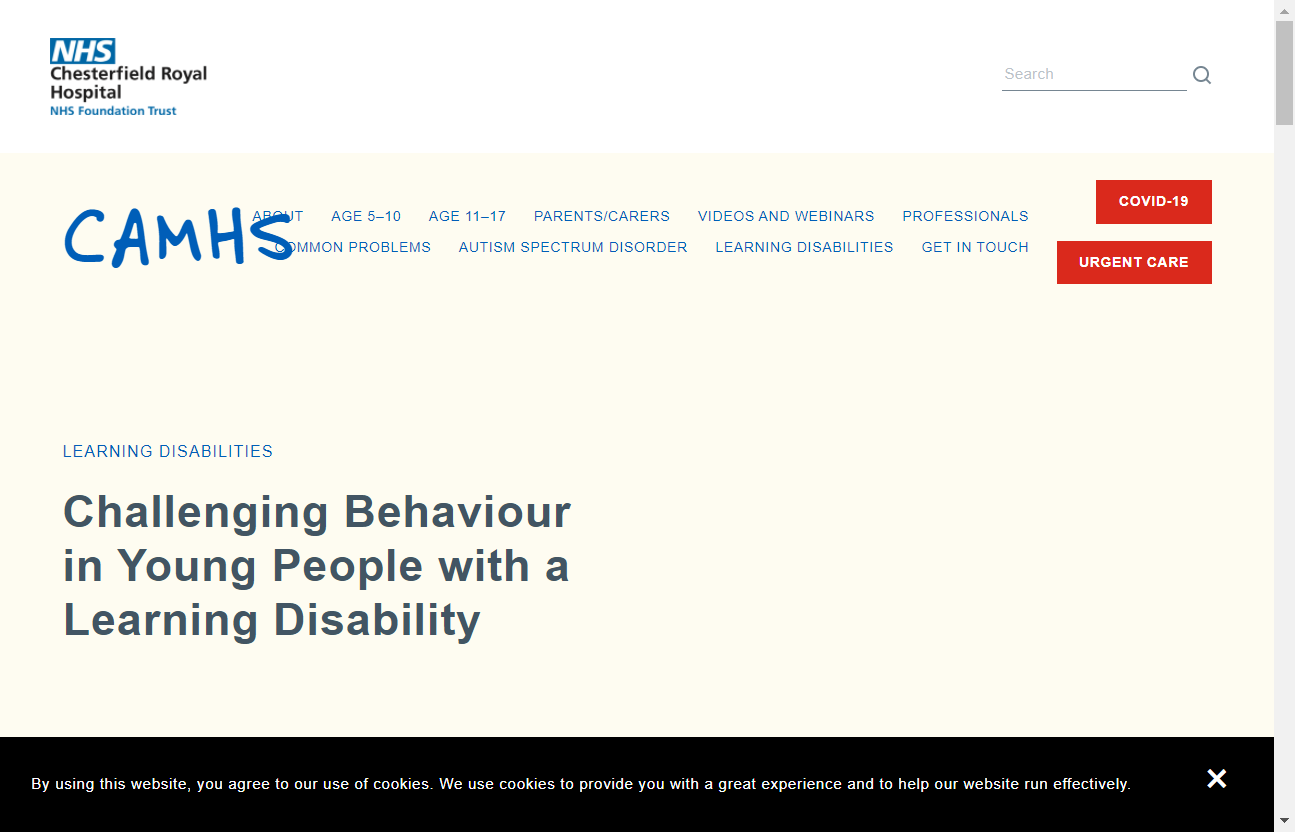 NHS
Chesterfield Royal
Hospital
NHS Foundation Trust
Search
CAMHS
ABOUT AGE 5–10 AGE 11–17 PARENTS/CARERS VIDEOS AND WEBINARS PROFESSIONALS
COMMON PROBLEMS AUTISM SPECTRUM DISORDER LEARNING DISABILITIES GET IN TOUCH
COVID-19
URGENT CARE
LEARNING DISABILITIES
Challenging Behaviour
in Young People with a
Learning Disability
By using this website, you agree to our use of cookies. We use cookies to provide you with a great experience and to help our website run effectively.